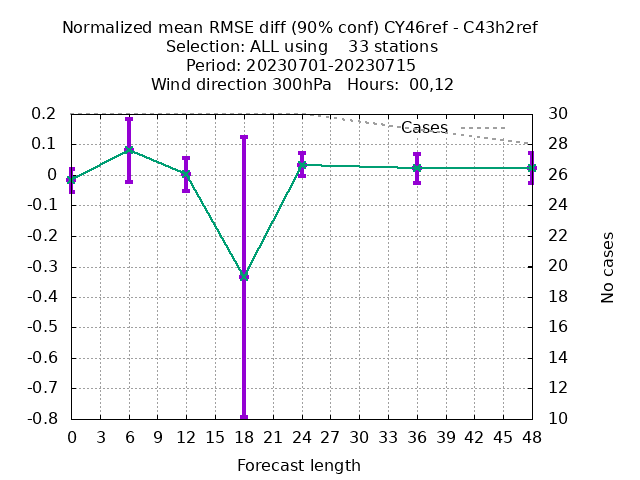 Normalized mean RMSE diff (90% conf) CY46ref - C43h2ref
Selection: ALL using    33 stations
Period: 20230701-20230715
Wind direction 300hPa   Hours:  00,12
Cases
0.2
0.1
0
-0.1
-0.2
-0.3
-0.4
-0.5
-0.6
-0.7
-0.8
30
28
26
24
22
20
18
16
14
12
10
No cases
0 3 6 9 12 15 18 21 24 27 30 33 36 39 42 45 48
Forecast length